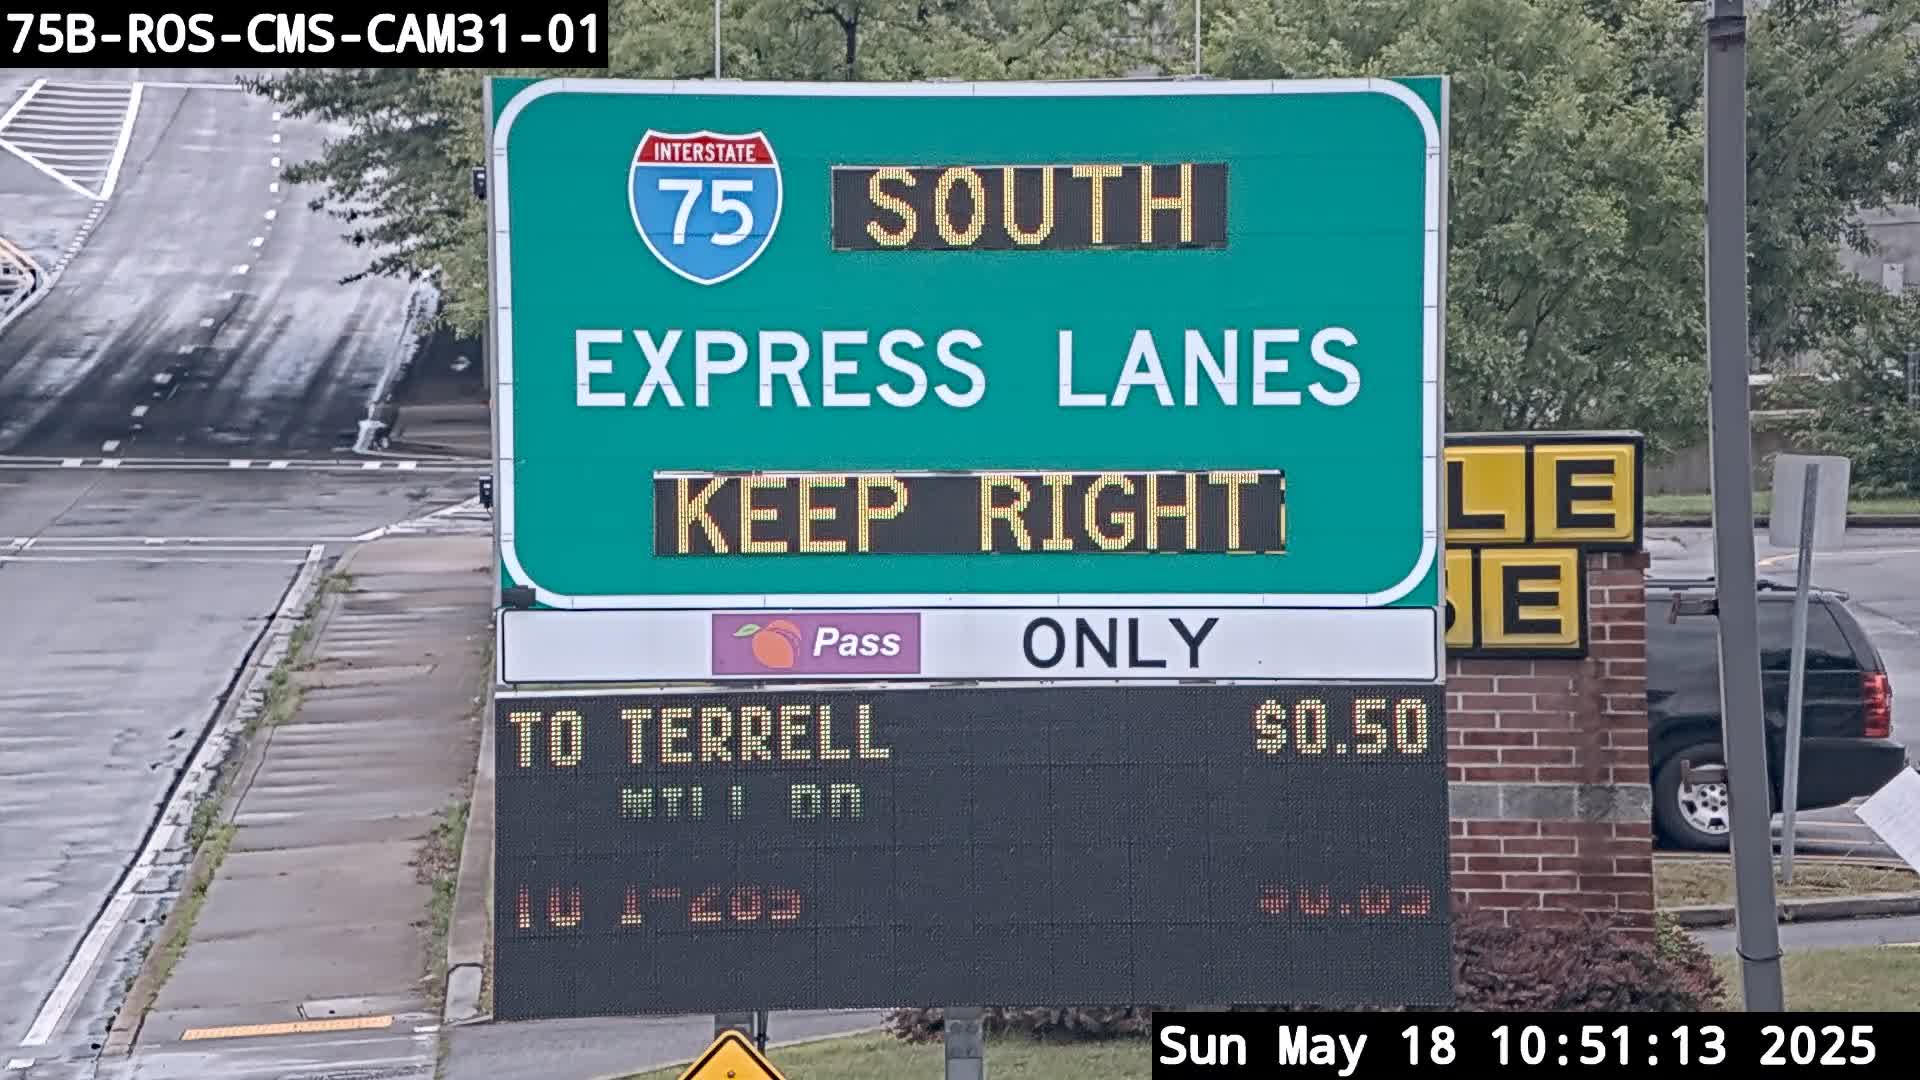 75B-ROS-CMS-CAM31-01
INTERSTATE
75
SOUTH
EXPRESS LANES
KEEP RIGHT
Pass ONLY
TO TERRELL $0.50
LE
E
Sun May 18 10:51:13 2025